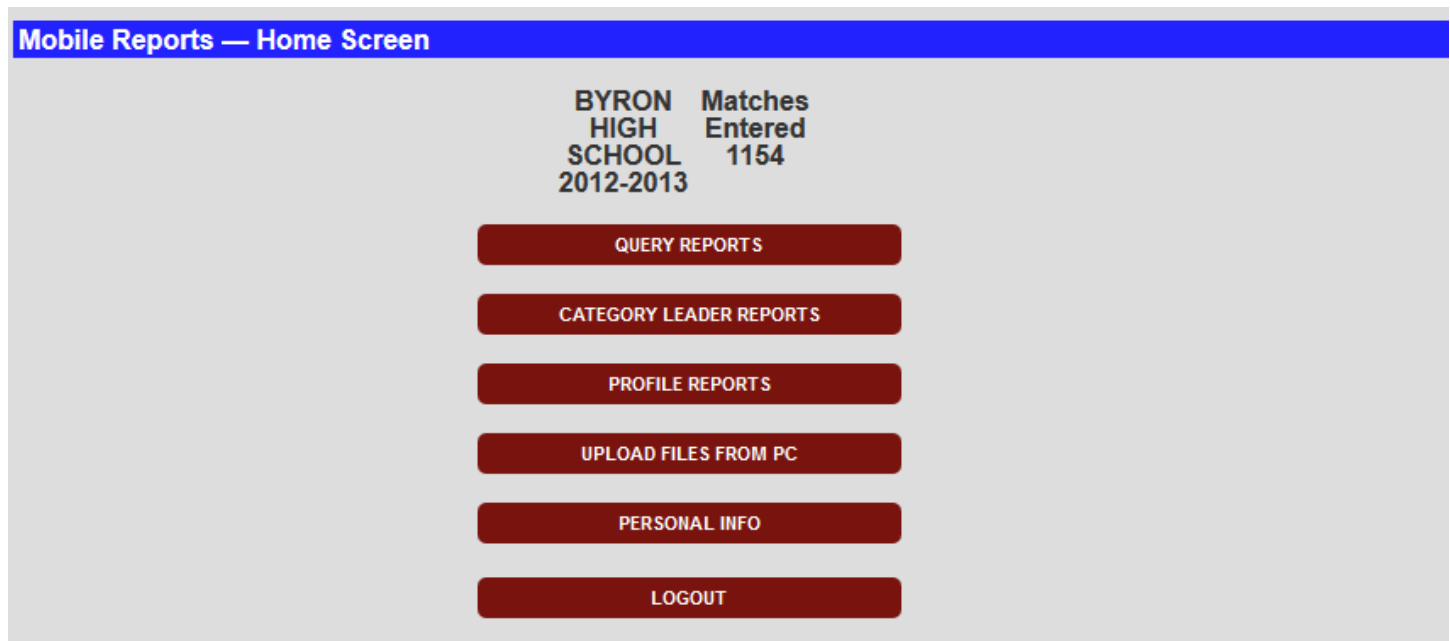 Mobile Reports — Home Screen
BYRON
HIGH
SCHOOL
2012-2013
Matches
Entered
1154
QUERY REPORTS
CATEGORY LEADER REPORTS
PROFILE REPORTS
UPLOAD FILES FROM PC
PERSONAL INFO
LOGOUT